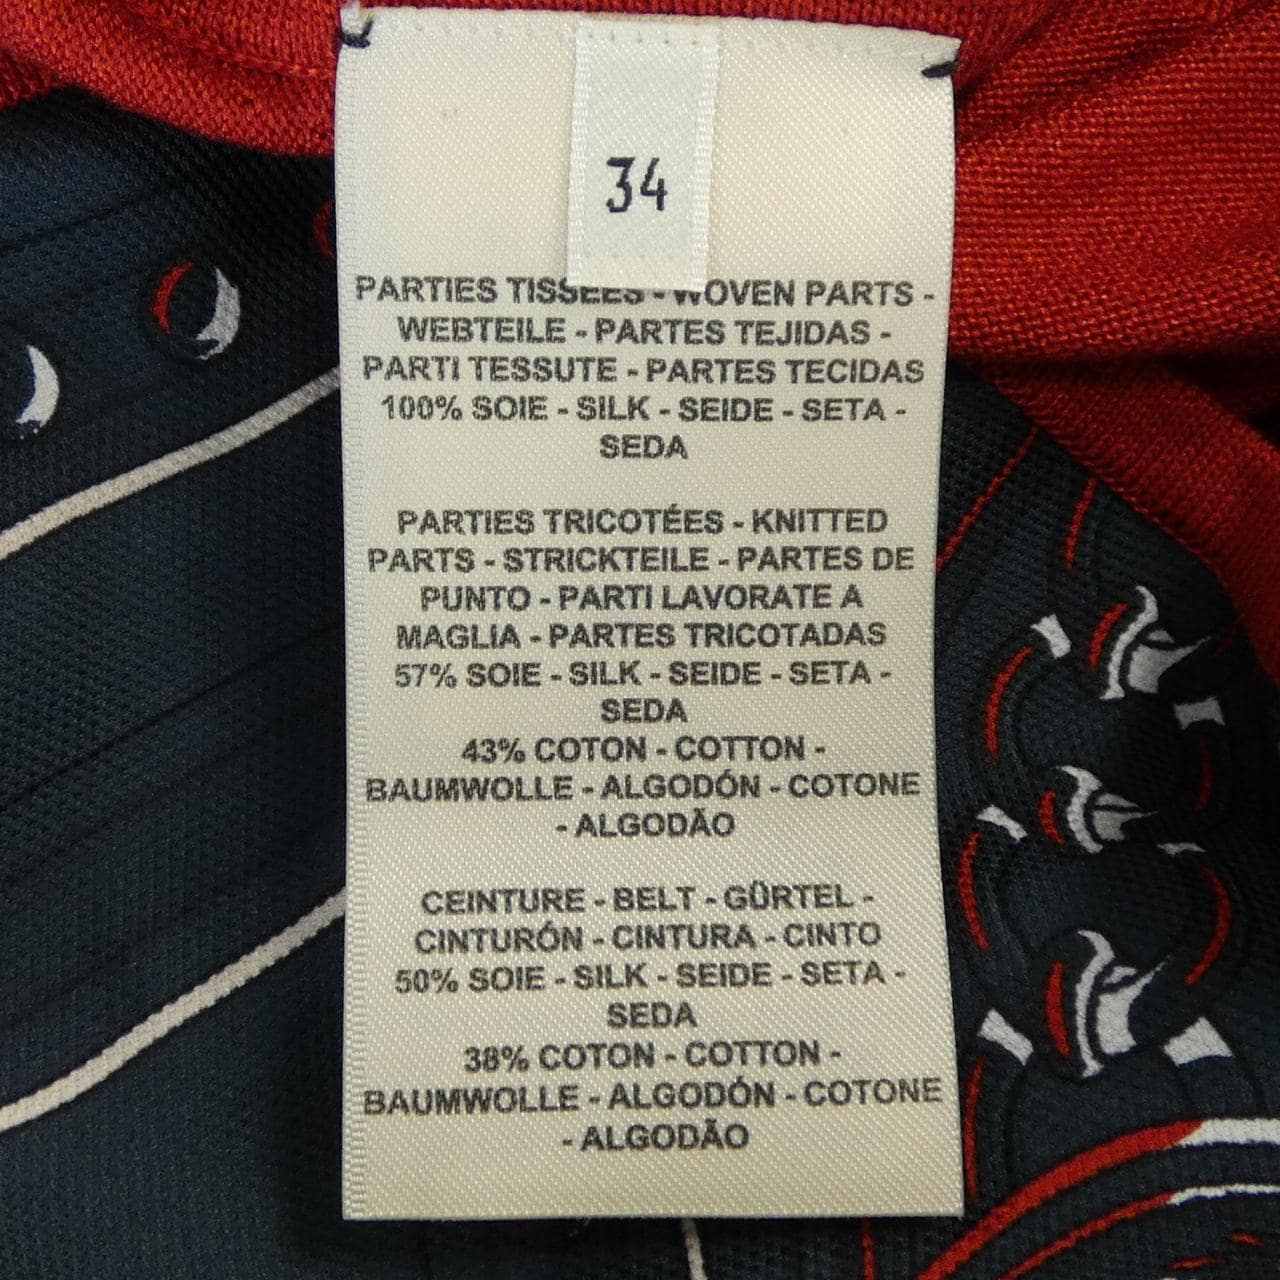 34
PARTIES TISSÉES - WOVEN PARTS -
WEBTEILE - PARTES TEJIDAS -
PARTI TESSUTE - PARTES TECIDAS
100% SOIE - SILK - SEIDE - SETA -
SEDA
PARTIES TRICOTÉES - KNITTED
PARTS - STRICKTEILE - PARTES DE
PUNTO - PARTI LAVORATE A
MAGLIA - PARTES TRICOTADAS
57% SOIE - SILK - SEIDE - SETA -
SEDA
43% COTON - COTTON -
BAUMWOLLE - ALGODÓN - COTONE
- ALGODÃO
CEINTURE - BELT - GÜRTEL -
CINTURÓN - CINTURA - CINTO
50% SOIE - SILK - SEIDE - SETA -
SEDA
38% COTON - COTTON -
BAUMWOLLE - ALGODÓN - COTONE
- ALGODÃO